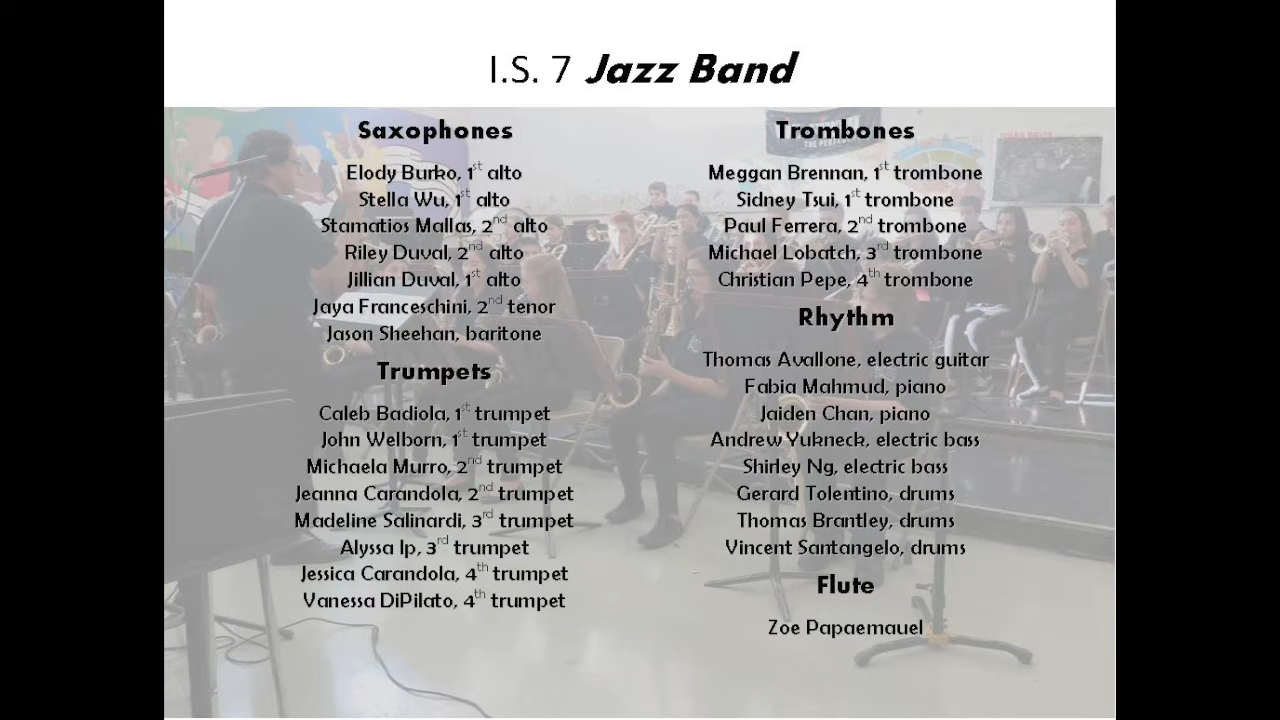 I.S. 7 Jazz Band
Saxophones
Elody Burko, 1st alto
Stella Wu, 1st alto
Stamatios Mallas, 2nd alto
Riley Duval, 2nd alto
Jillian Duval, 1st alto
Jaya Franceschini, 2nd tenor
Jason Sheehan, baritone
Trumpets
Caleb Badiola, 1st trumpet
John Welborn, 1st trumpet
Michaela Murro, 2nd trumpet
Jeanna Carandola, 2nd trumpet
Madeline Salinardi, 3rd trumpet
Alyssa Ip, 3rd trumpet
Jessica Carandola, 4th trumpet
Vanessa DiPilato, 4th trumpet
Trombones
Meggan Brennan, 1st trombone
Sidney Tsui, 1st trombone
Paul Ferrera, 2nd trombone
Michael Lobatch, 3rd trombone
Christian Pepe, 4th trombone
Rhythm
Thomas Avallone, electric guitar
Fabia Mahmud, piano
Jaiden Chan, piano
Andrew Yukneck, electric bass
Shirley Ng, electric bass
Gerard Tolentino, drums
Thomas Brantley, drums
Vincent Santangelo, drums
Flute
Zoe Papaemauel